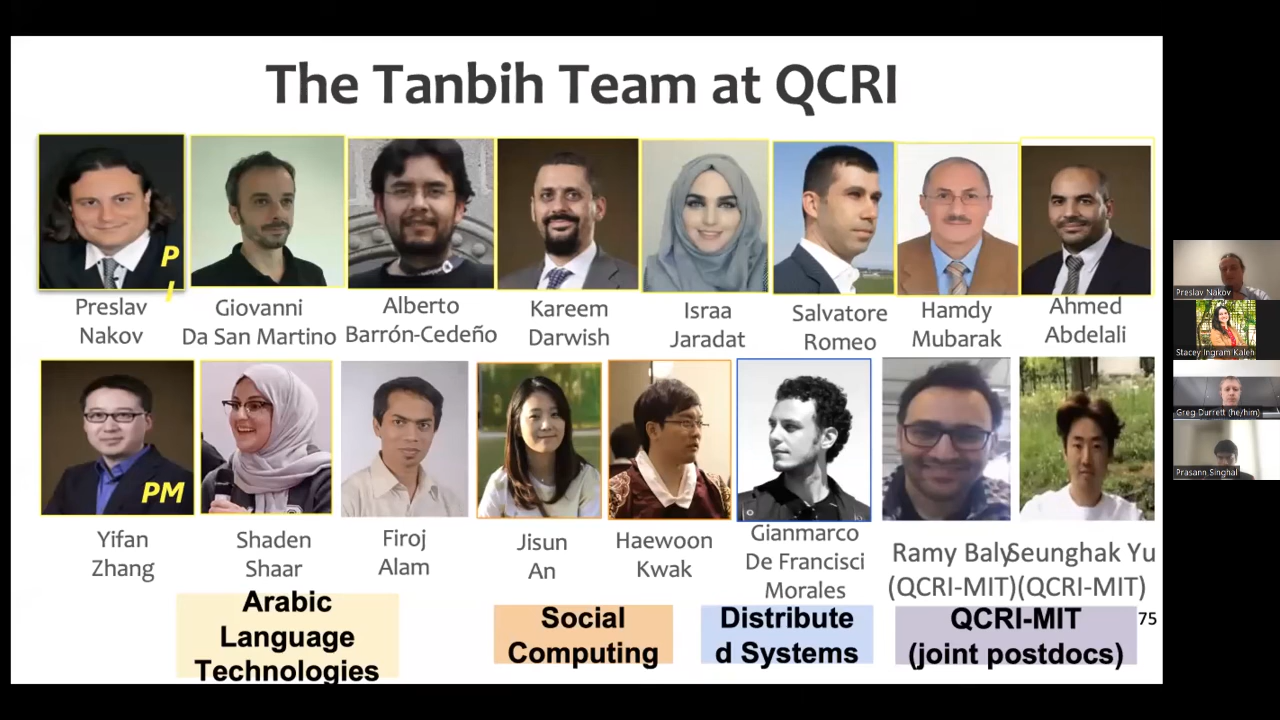 The Tanbih Team at QCRI
P
I
Preslav
Nakov
Giovanni
Da San Martino
Alberto
Barrón-Cedeño
Kareem
Darwish
Israa
Jaradat
Salvatore
Romeo
Hamdy
Mubarak
Ahmed
Abdelali
PM
Yifan
Zhang
Shaden
Shaar
Firoj
Alam
Jisun
An
Haewoon
Kwak
Gianmarco
De Francisci
Morales
Ramy Baly
(QCRI-MIT)
Seunghak Yu
(QCRI-MIT)
Arabic
Language
Technologies
Social
Computing
Distribute
d Systems
QCRI-MIT
(joint postdocs)
75
Preslav Nakov
Stacey Ingram Kaleh
Greg Durrett (he/him)
Prasann Singhal